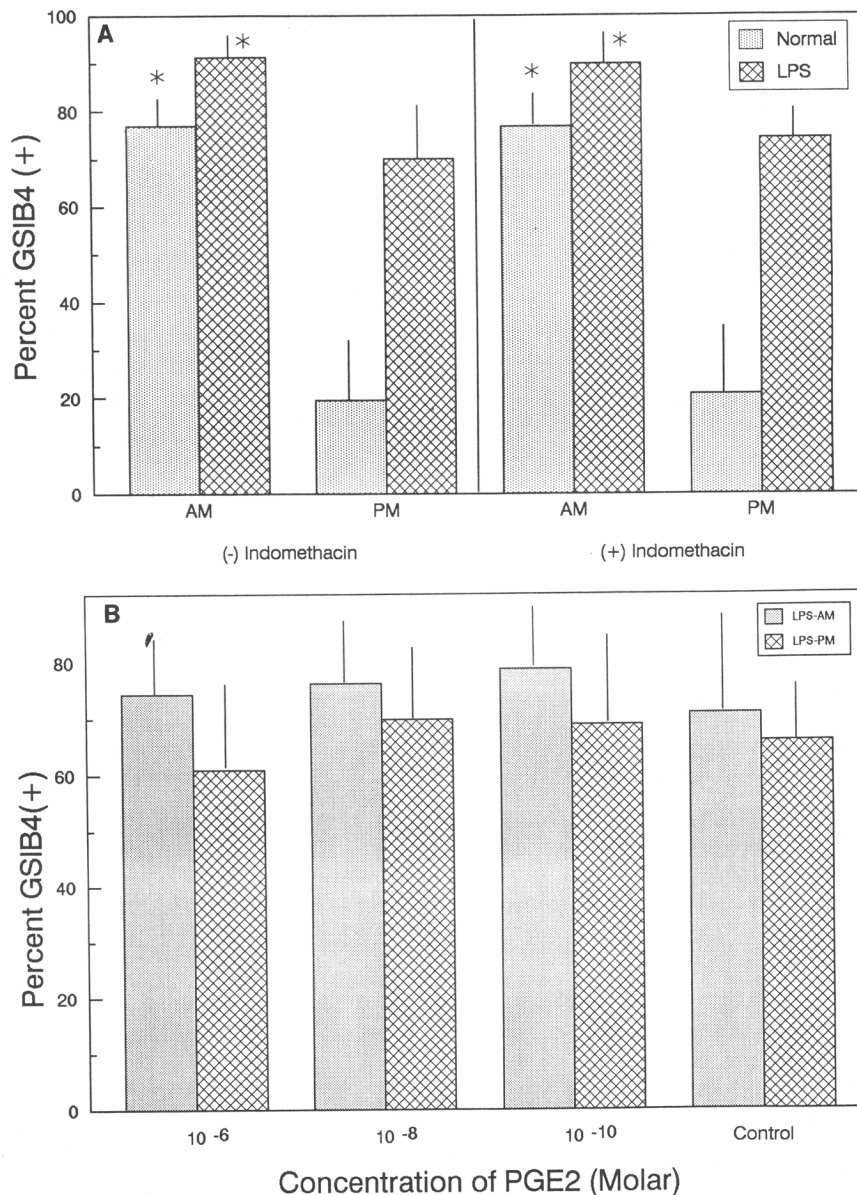 A
Normal
LPS
100
80
60
40
20
0
Percent GSIB4 (+)
* * * *
AM PM AM PM
(-) Indomethacin (+) Indomethacin
B
LPS-AM
LPS-PM
80
60
40
20
0
Percent GSIB4(+)
10 -6 10 -8 10 -10 Control
Concentration of PGE2 (Molar)